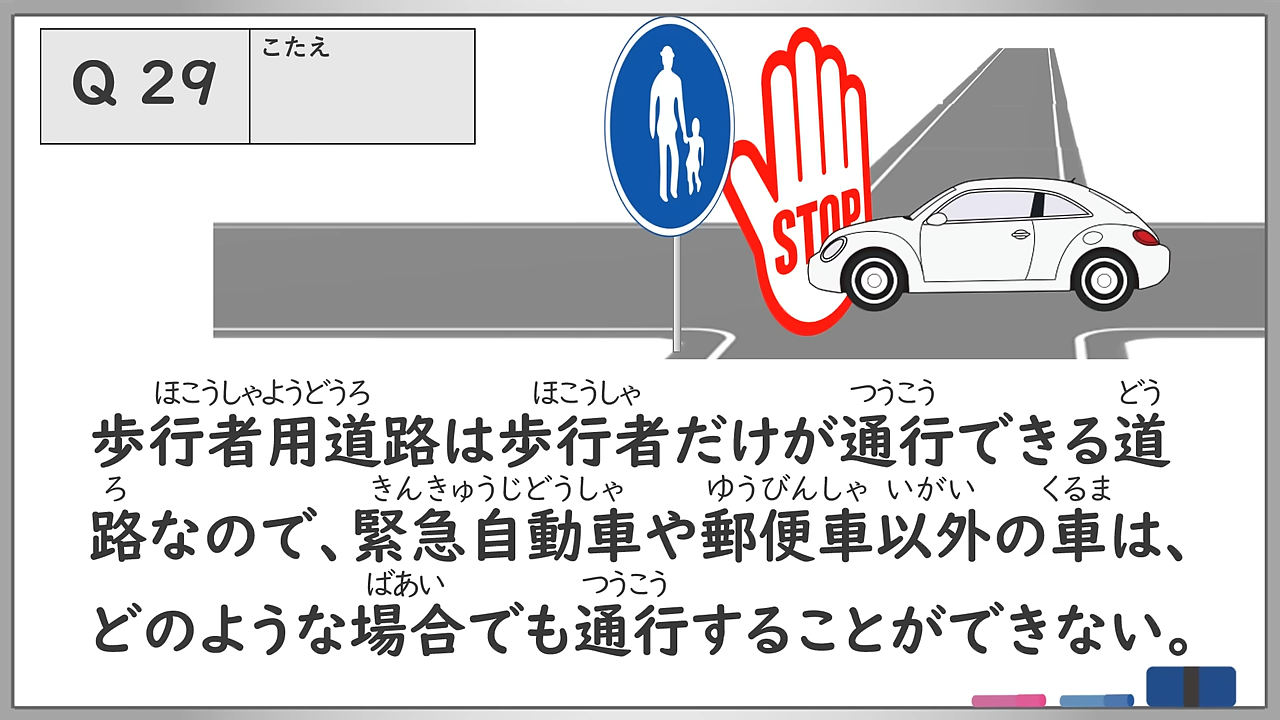 Q 29
こたえ
STOP
ほこうしゃようどうろ ほこうしゃ つうこう どう
歩行者用道路は歩行者だけが通行できる道
ろ きんきゅうじどうしゃ ゆうびんしゃ いがい くるま
路なので、緊急自動車や郵便車以外の車は、
ばあい つうこう
どのような場合でも通行することができない。